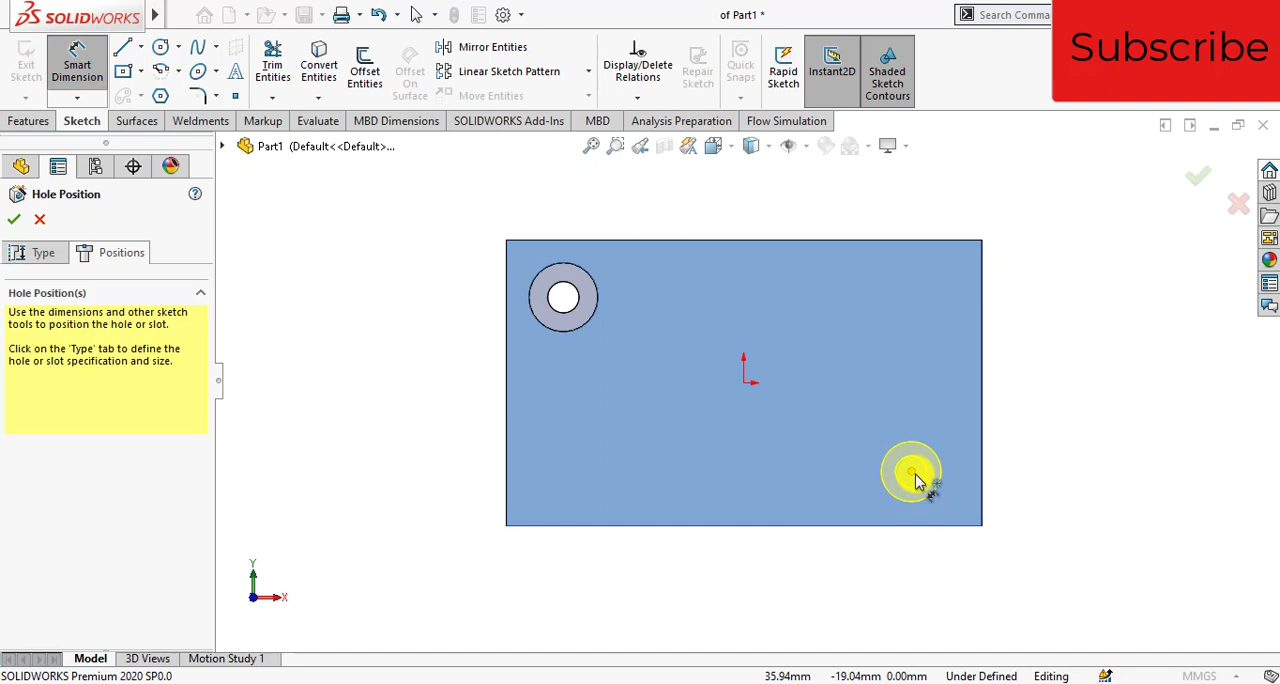 SOLIDWORKS
of Part1 *
Search Comma
Subscribe
Exit Sketch
Smart Dimension
Trim Entities
Convert Entities
Offset Entities
Offset On Surface
Mirror Entities
Linear Sketch Pattern
Move Entities
Display/Delete Relations
Repair Sketch
Quick Snaps
Rapid Sketch
Instant2D
Shaded Sketch Contours
Features
Sketch
Surfaces
Weldments
Markup
Evaluate
MBD Dimensions
SOLIDWORKS Add-Ins
MBD
Analysis Preparation
Flow Simulation
Part1 (Default<<Default>...
Hole Position
Type
Positions
Hole Position(s)
Use the dimensions and other sketch
tools to position the hole or slot.
Click on the 'Type' tab to define the
hole or slot specification and size.
Y
X
Model
3D Views
Motion Study 1
SOLIDWORKS Premium 2020 SP0.0
35.94mm
-19.04mm 0.00mm
Under Defined
Editing
MMGS